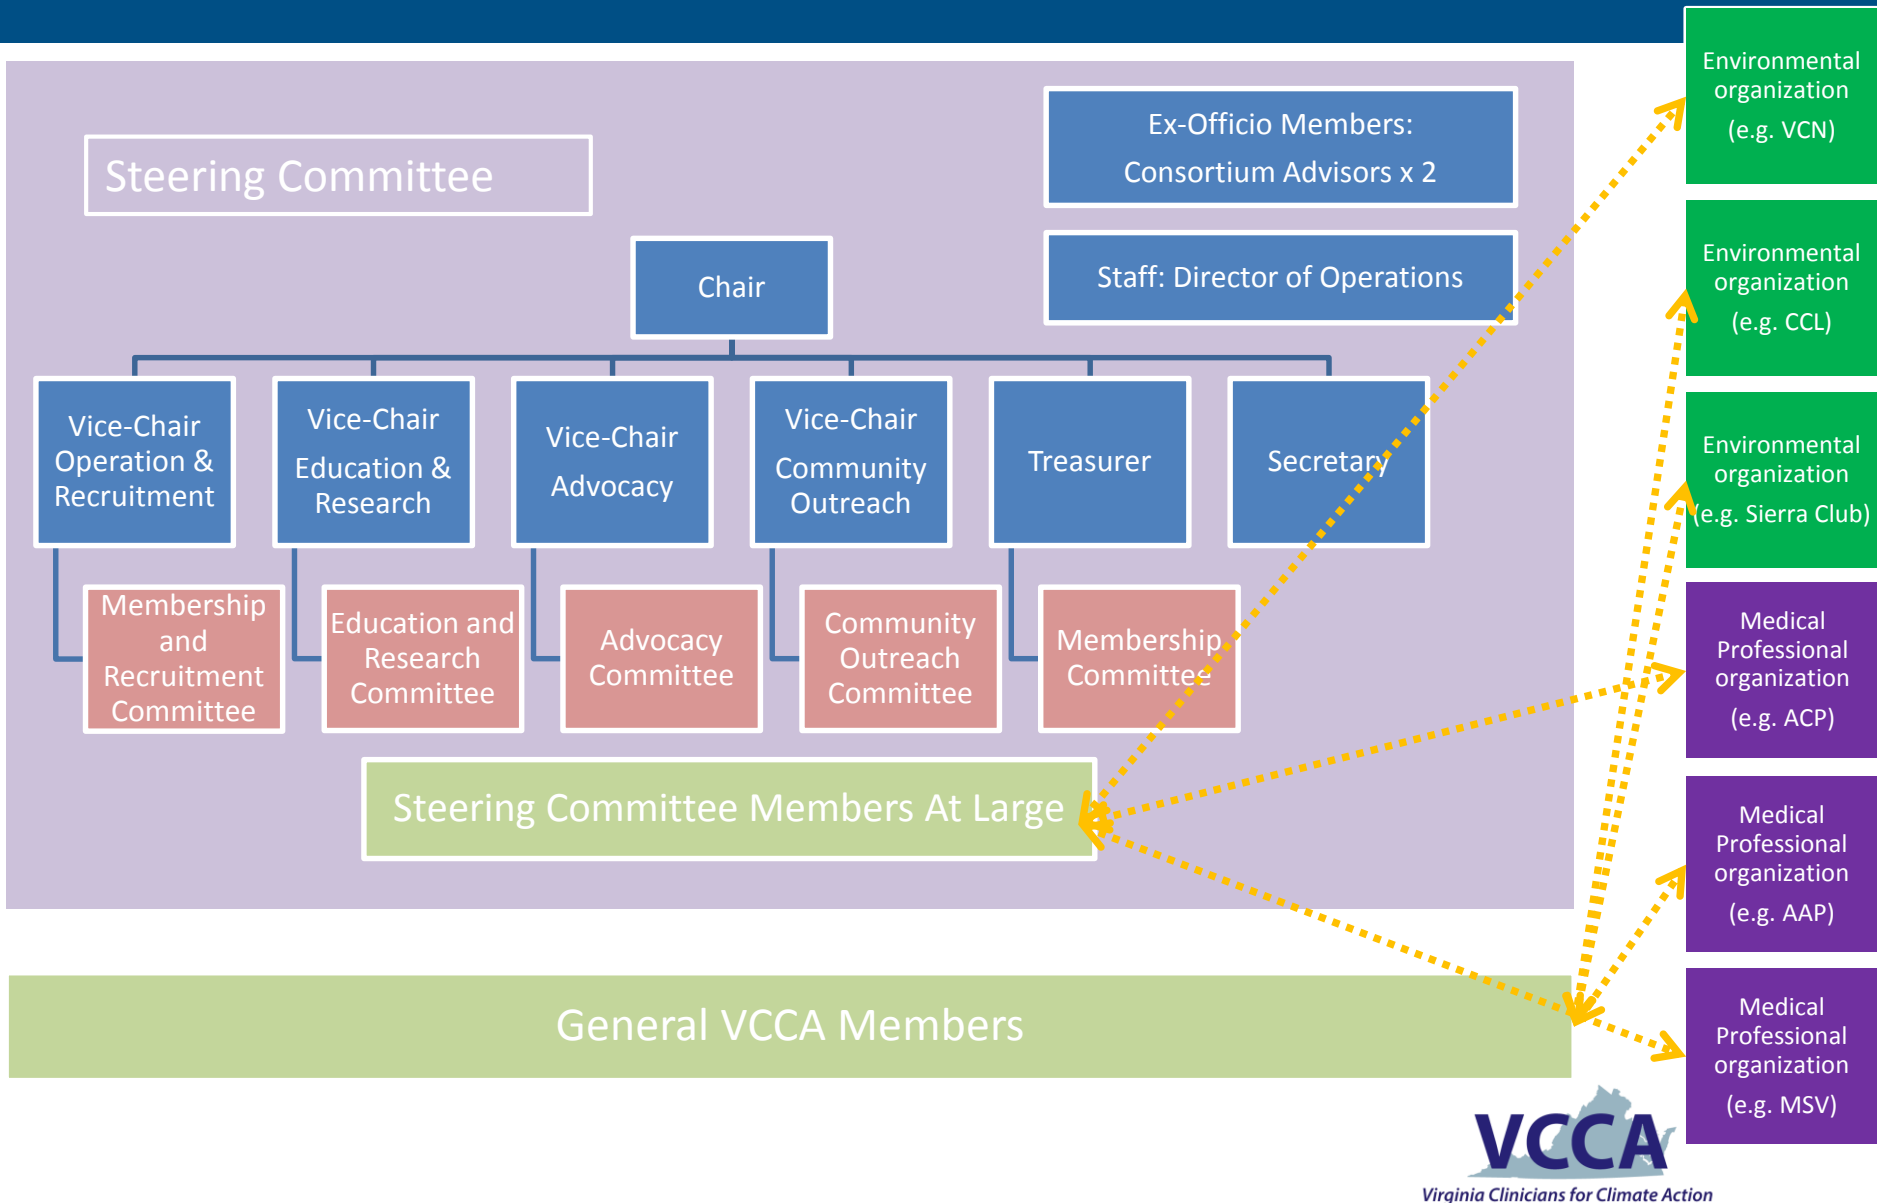 Steering Committee
Ex-Officio Members:
Consortium Advisors x 2
Staff: Director of Operations
Chair
Vice-Chair
Operation &
Recruitment
Vice-Chair
Education &
Research
Vice-Chair
Advocacy
Vice-Chair
Community
Outreach
Treasurer
Secretary
Membership
and
Recruitment
Committee
Education and
Research
Committee
Advocacy
Committee
Community
Outreach
Committee
Membership
Committee
Steering Committee Members At Large
General VCCA Members
Environmental
organization
(e.g. VCN)
Environmental
organization
(e.g. CCL)
Environmental
organization
(e.g. Sierra Club)
Medical
Professional
organization
(e.g. ACP)
Medical
Professional
organization
(e.g. AAP)
Medical
Professional
organization
(e.g. MSV)
VCCA
Virginia Clinicians for Climate Action